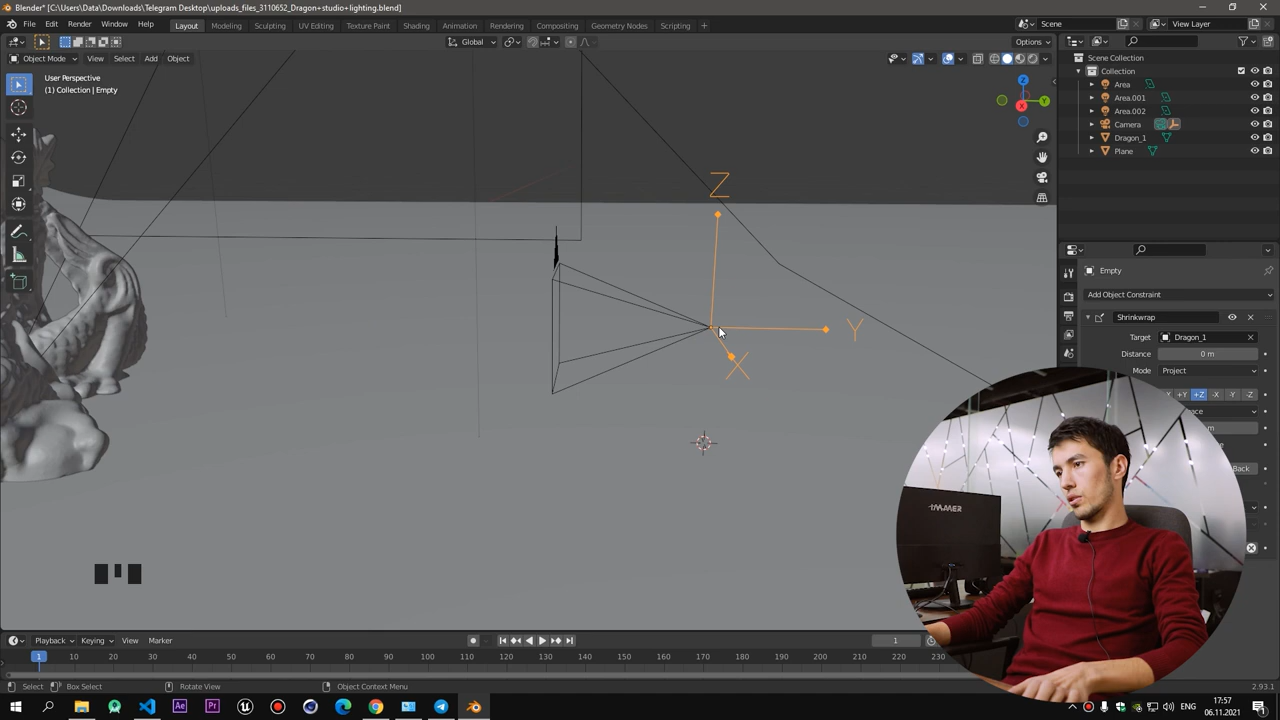 Blender* [C:\Users\Data\Downloads\Telegram Desktop\uploads_files_3110652_Dragon+studio+lighting.blend]
File Edit Render Window Help Layout Modeling Sculpting UV Editing Texture Paint Shading Animation Rendering Compositing Geometry Nodes Scripting + Scene View Layer
Global Options
Object Mode View Select Add Object
User Perspective
(1) Collection | Empty
Scene Collection
Collection
Area
Area.001
Area.002
Camera
Dragon_1
Plane
Z
Y
X
Z
Y
X
Empty
Add Object Constraint
Shrinkwrap
Target Dragon_1
Distance 0 m
Mode Project
+Y +Z -X -Y -Z
m
Back
Playback Keying View Marker 1
1 10 20 30 40 50 60 70 80 90 100 110 120 130 140 150 160 170 180 190 200 210 220 230
Select Box Select Rotate View Object Context Menu 2.93.1
17:57
06.11.2021